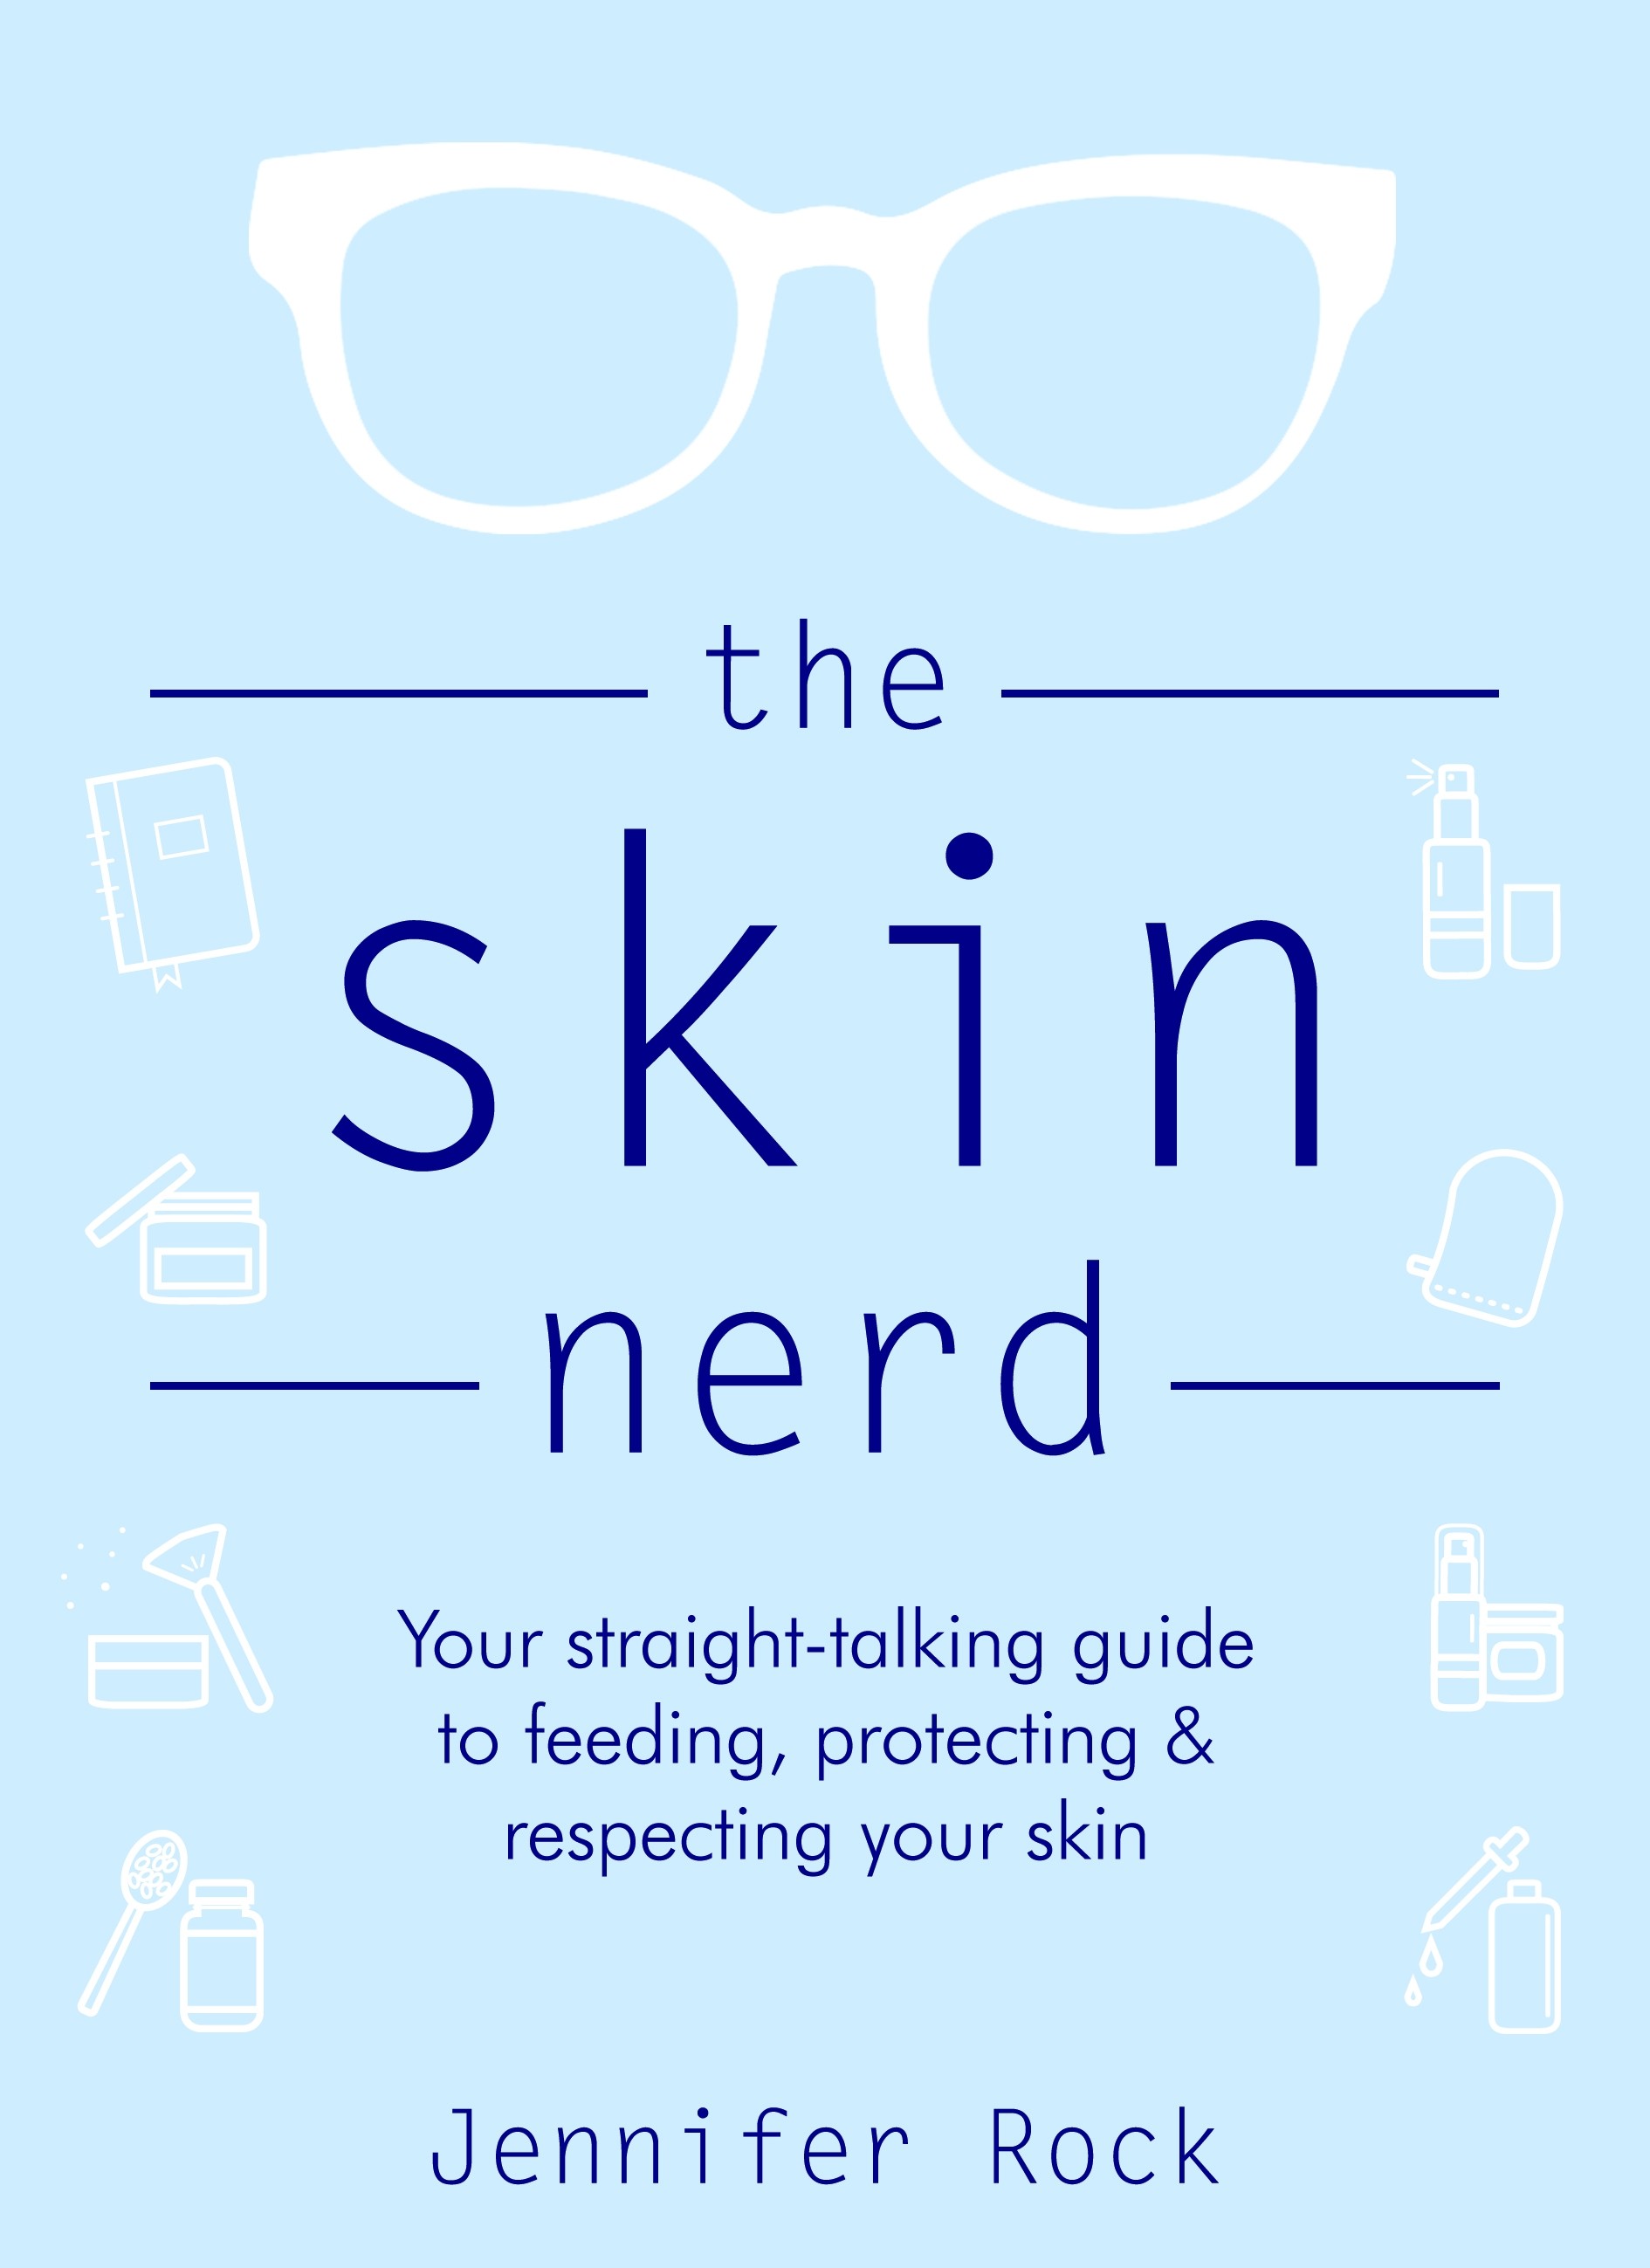 the
skin
nerd
Your straight-talking guide
to feeding, protecting &
respecting your skin
Jennifer Rock